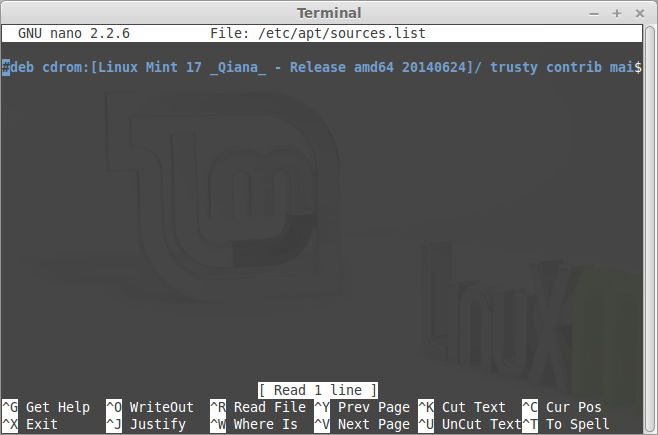 Terminal
GNU nano 2.2.6 File: /etc/apt/sources.list
#deb cdrom:[Linux Mint 17 _Qiana_ - Release amd64 20140624]/ trusty contrib mai$
Linux
[ Read 1 line ]
^G Get Help ^O WriteOut ^R Read File ^Y Prev Page ^K Cut Text ^C Cur Pos
^X Exit ^J Justify ^W Where Is ^V Next Page ^U UnCut Text ^T To Spell